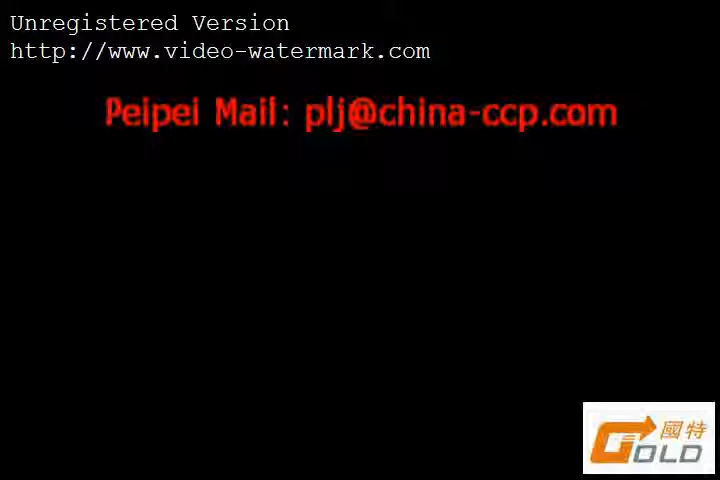 Unregistered Version
http://www.video-watermark.com
Peipei Mail: plj@china-ccp.com
國特
GOLD